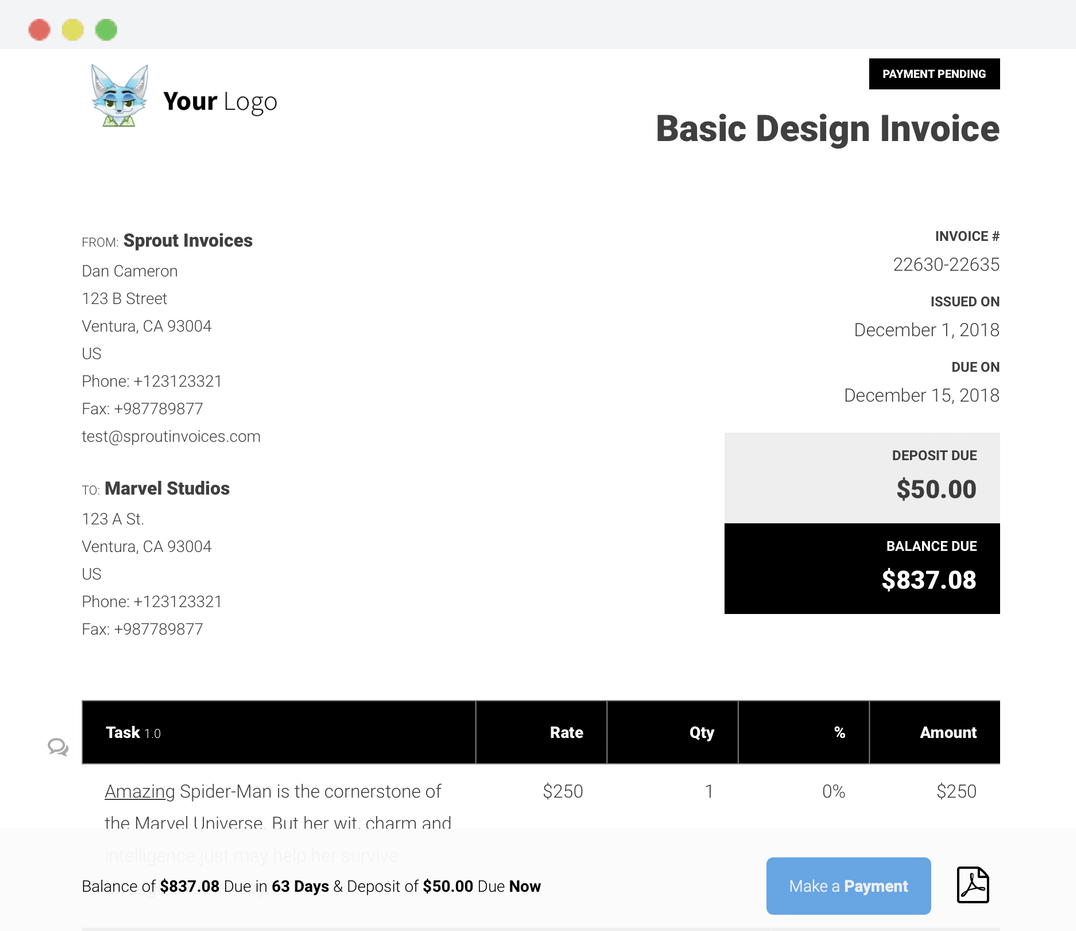 Your Logo
PAYMENT PENDING
Basic Design Invoice
FROM: Sprout Invoices
Dan Cameron
123 B Street
Ventura, CA 93004
US
Phone: +123123321
Fax: +987789877
test@sproutinvoices.com
TO: Marvel Studios
123 A St.
Ventura, CA 93004
US
Phone: +123123321
Fax: +987789877
INVOICE #
22630-22635
ISSUED ON
December 1, 2018
DUE ON
December 15, 2018
DEPOSIT DUE
$50.00
BALANCE DUE
$837.08
Task 1.0 Rate Qty % Amount
Amazing Spider-Man is the cornerstone of $250 1 0% $250
the Marvel Universe. But her wit, charm and
intelligence just may help her survive
Balance of $837.08 Due in 63 Days & Deposit of $50.00 Due Now
Make a Payment